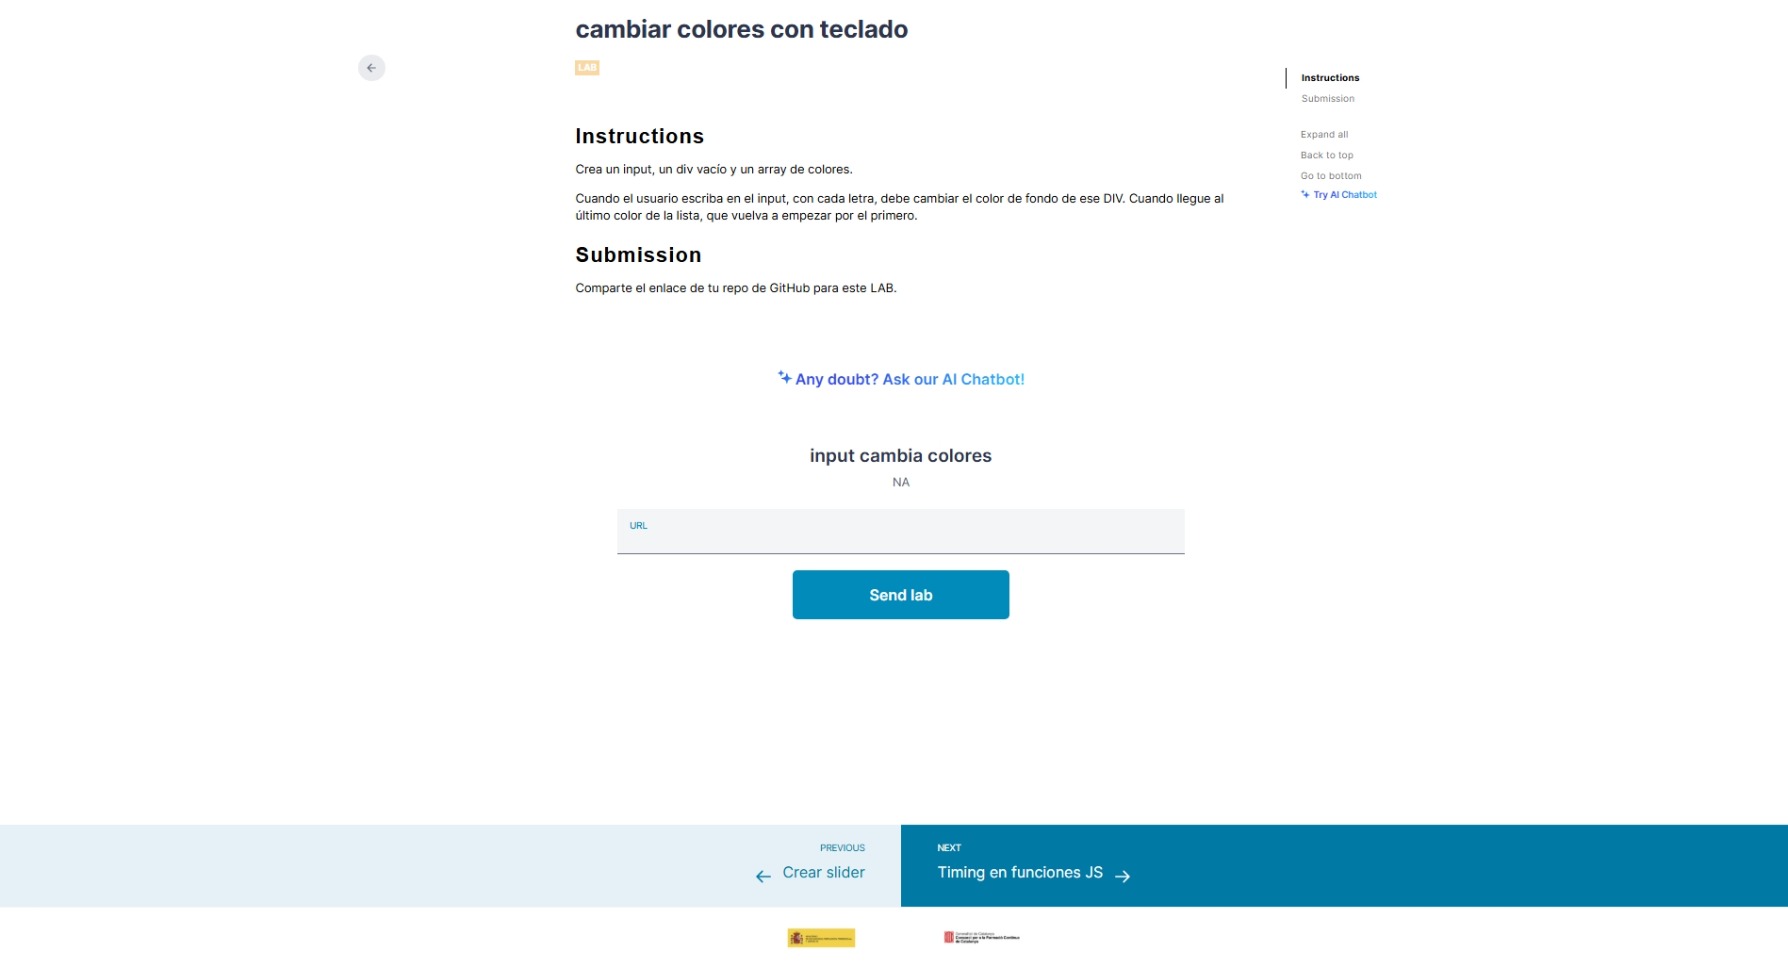 cambiar colores con teclado
LAB
Instructions
Submission
Expand all
Back to top
Go to bottom
Try AI Chatbot
Instructions
Crea un input, un div vacío y un array de colores.
Cuando el usuario escriba en el input, con cada letra, debe cambiar el color de fondo de ese DIV. Cuando llegue al
último color de la lista, que vuelva a empezar por el primero.
Submission
Comparte el enlace de tu repo de GitHub para este LAB.
Any doubt? Ask our AI Chatbot!
input cambia colores
NA
URL
Send lab
PREVIOUS
← Crear slider
NEXT
Timing en funciones JS →